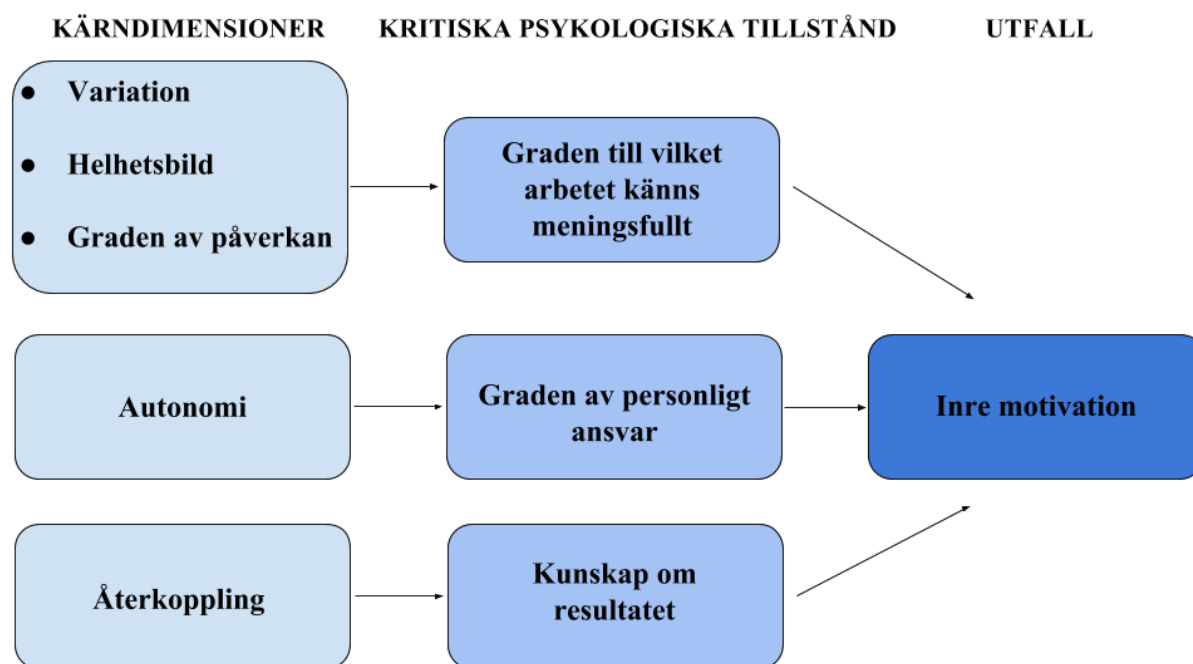 KÄRNDIMENSIONER
KRITISKA PSYKOLOGISKA TILLSTÅND
UTFALL
● Variation
● Helhetsbild
● Graden av påverkan
Graden till vilket
arbetet känns
meningsfullt
Autonomi
Graden av personligt
ansvar
Inre motivation
Återkoppling
Kunskap om
resultatet